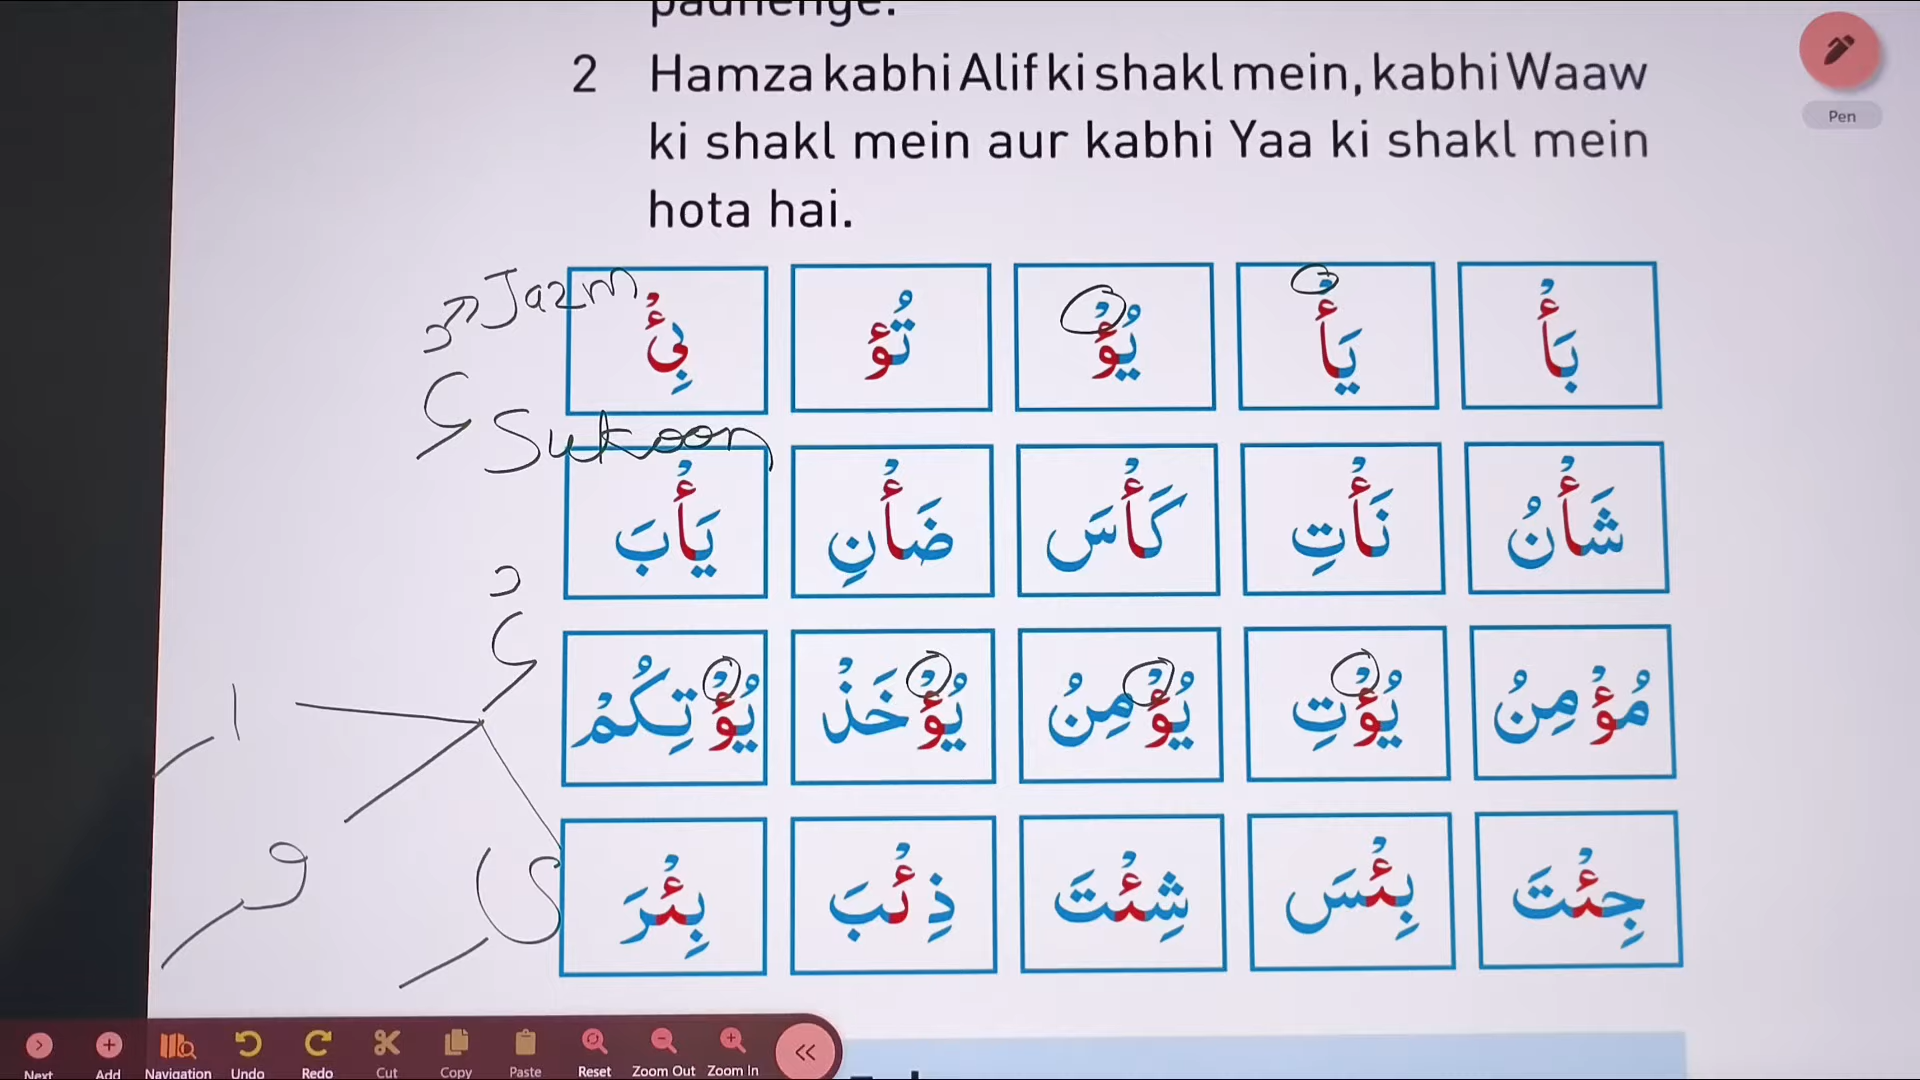 padhenge.
2 Hamza kabhi Alif ki shakl mein, kabhi Waaw
ki shakl mein aur kabhi Yaa ki shakl mein
hota hai.
Pen
Jazm
Sukoon
ء
ا
و
ى
بَأْ يَأْ يُؤْ تُؤ بِئْ
شَأْنُ نَأْتِ كَأْسَ ضَأْنِ يَأْبَ
مُؤْمِنُ يُؤْتِ يُؤْمِنُ يُؤْخَذْ يُؤْتِكُمْ
جِئْتَ بِئْسَ شِئْتَ ذِئْبَ بِئْرَ
Next Add Navigation Undo Redo Cut Copy Paste Reset Zoom Out Zoom In